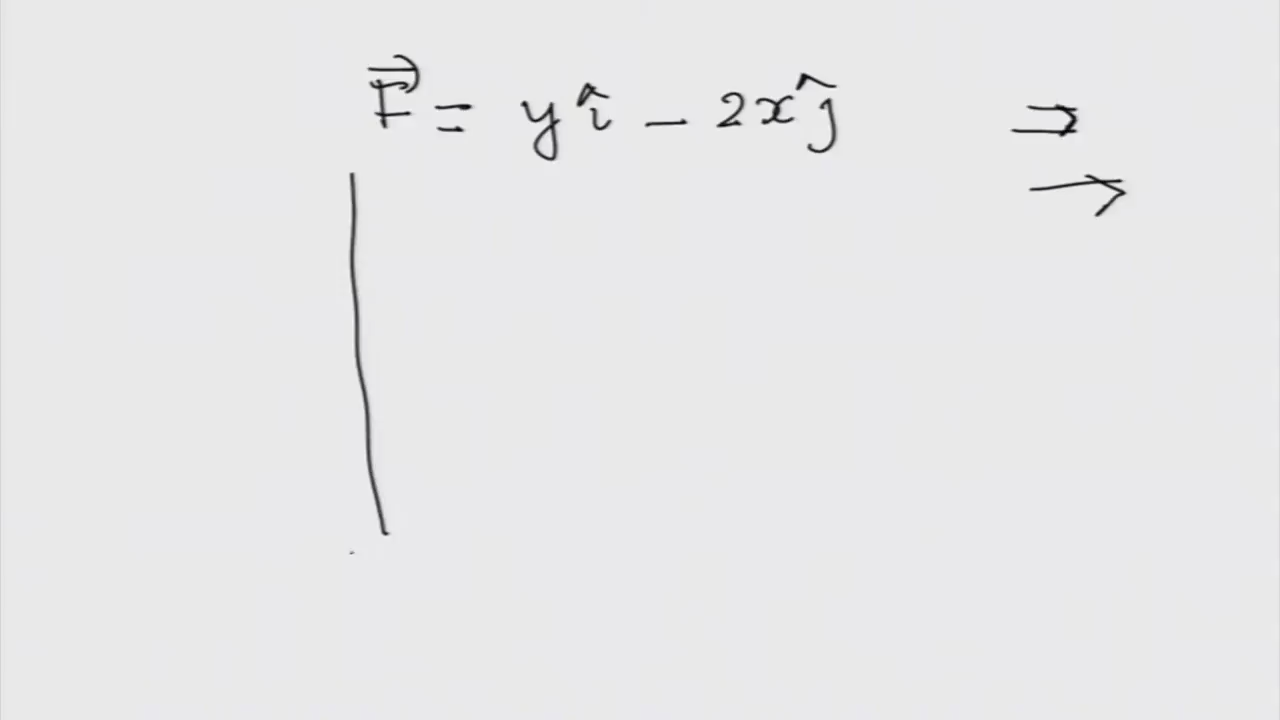 F⃗ = yî − 2xĵ ⇒
→